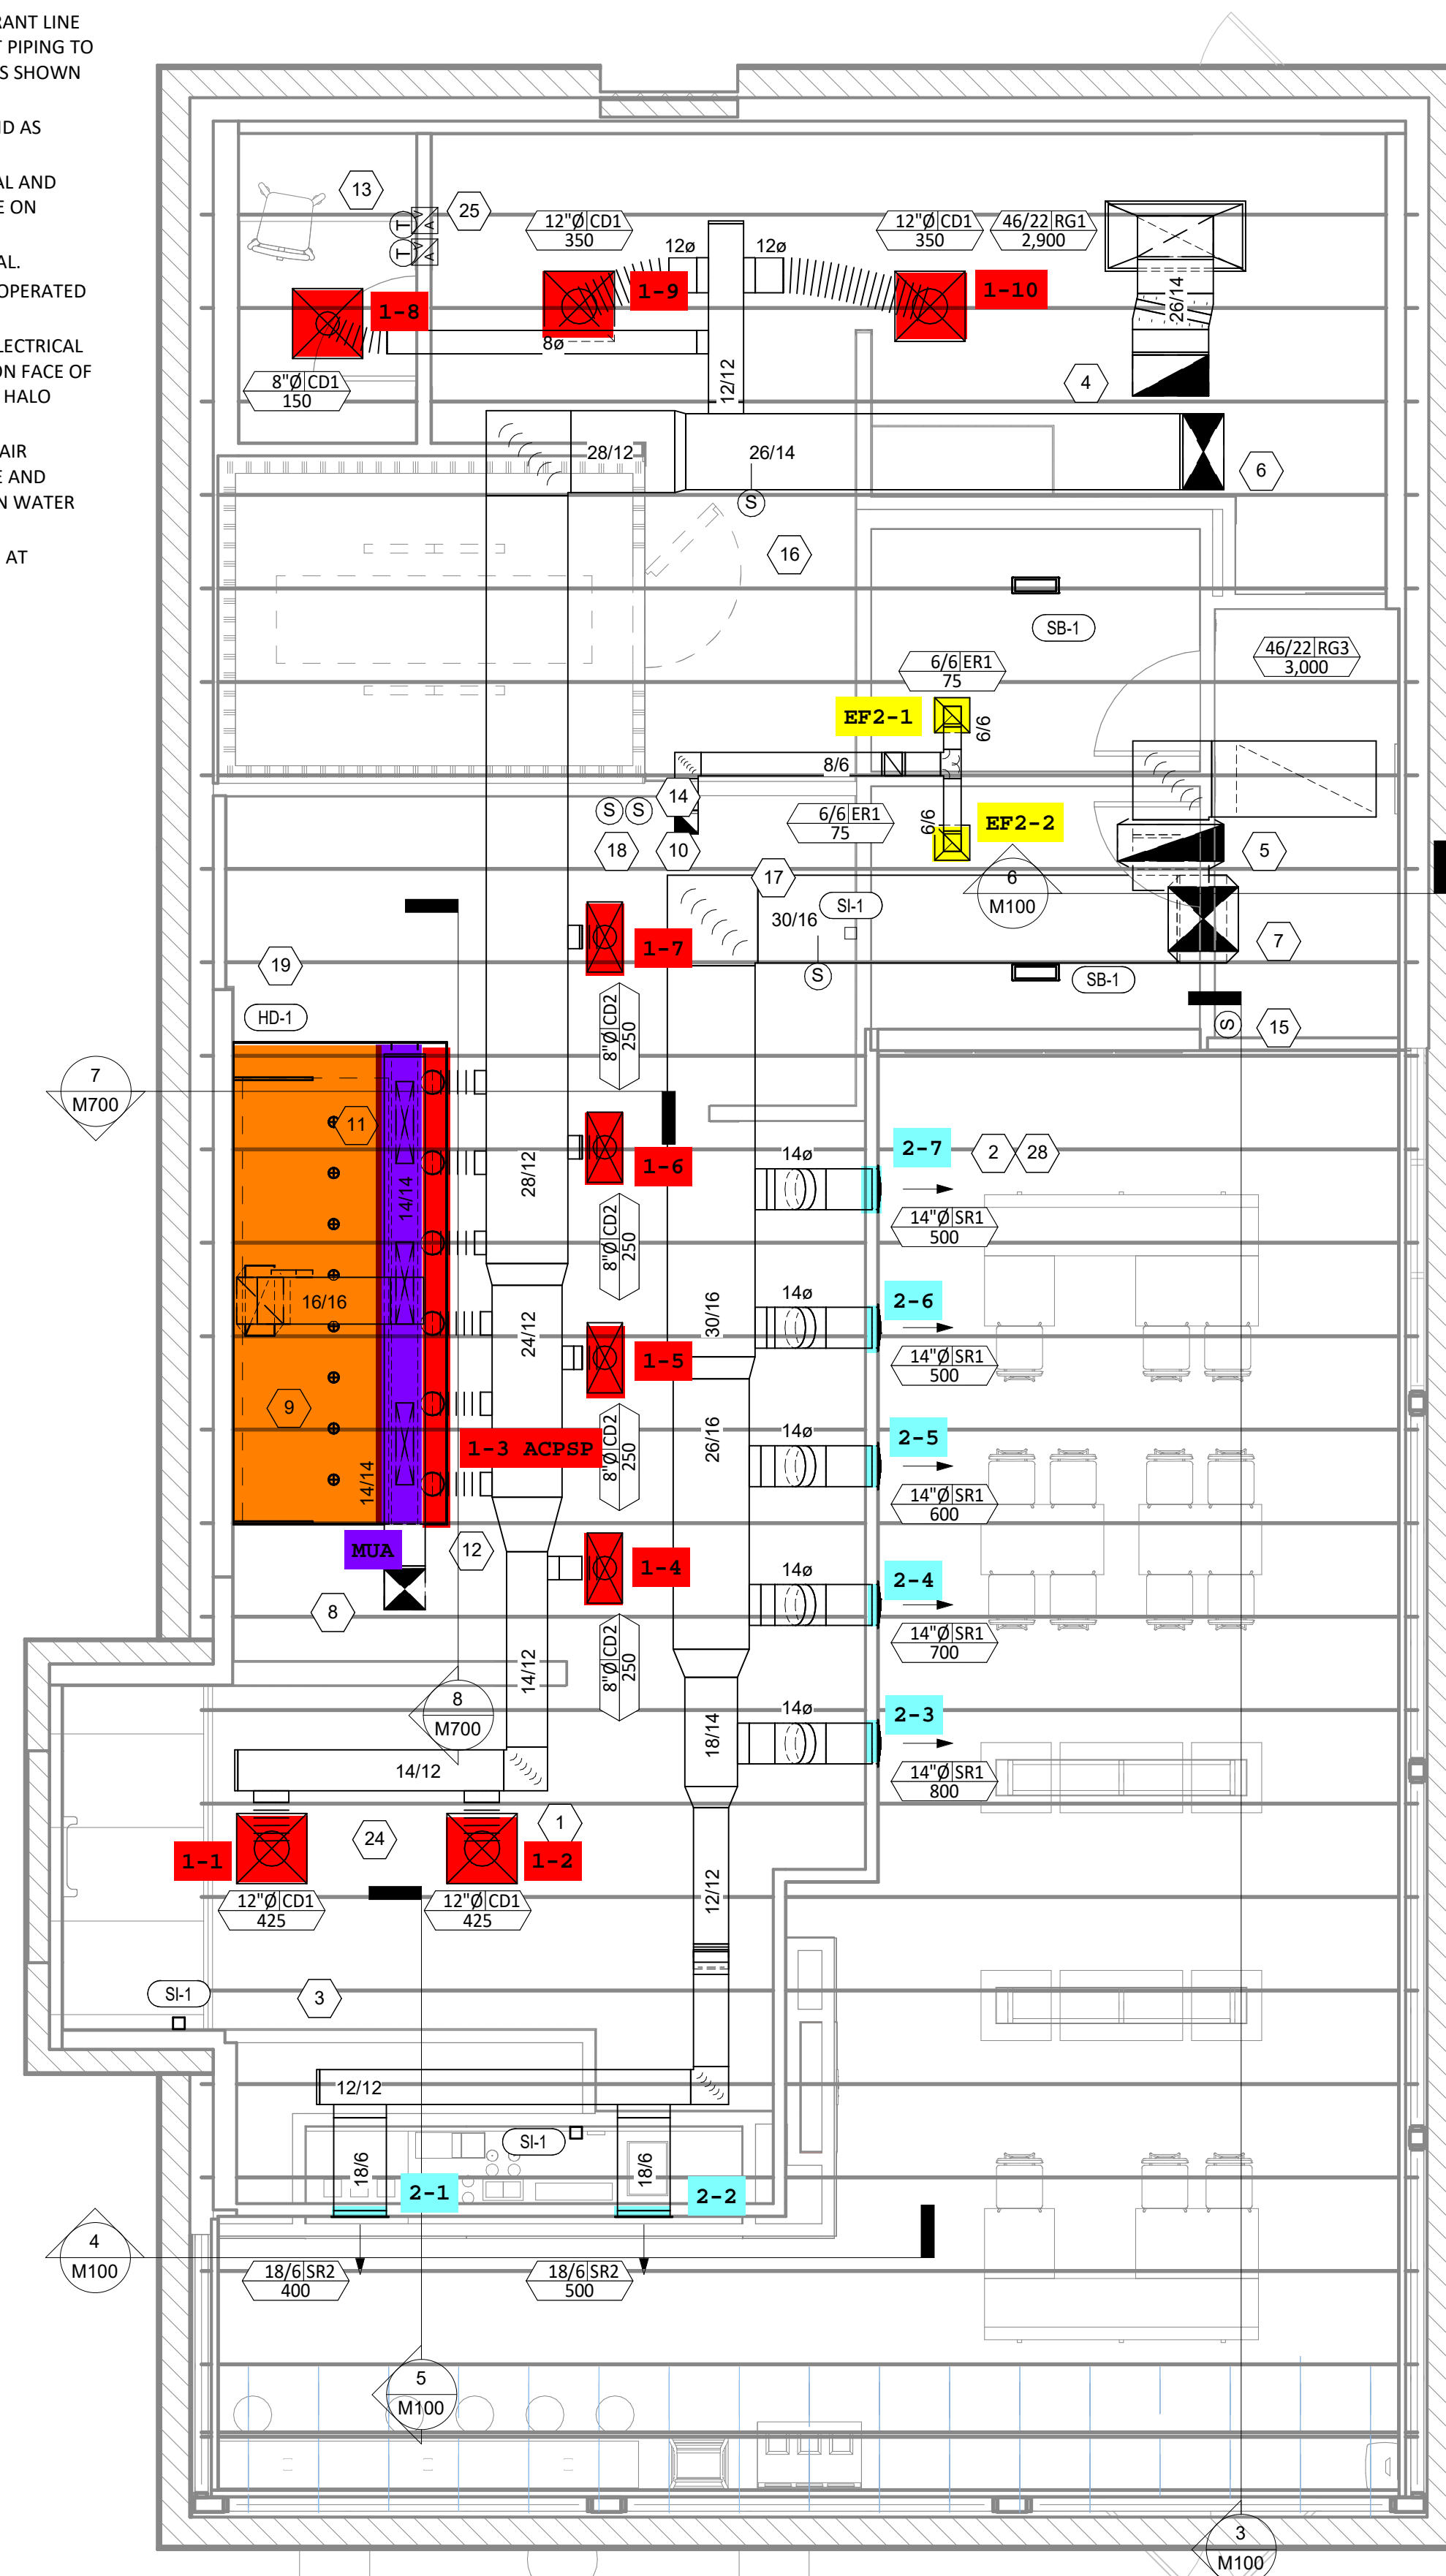 RANT LINE
T PIPING TO
S SHOWN
ID AS
AL AND
E ON
AL.
OPERATED
LECTRICAL
ON FACE OF
HALO
AIR
E AND
N WATER
AT
13
25
T
V
A
T
V
A
12"Ø CD1
350
12"Ø CD1
350
46/22 RG1
2,900
12ø
12ø
1-8
1-9
1-10
26/14
8ø
8"Ø CD1
150
12/12
4
28/12
26/14
6
S
16
SB-1
46/22 RG3
3,000
6/6 ER1
75
EF2-1
6/6
8/6
14
S
S
6/6 ER1
75
6/6
EF2-2
18
10
5
17
6
M100
SI-1
30/16
7
1-7
19
S
SB-1
HD-1
8"Ø CD2
250
S
15
7
M700
11
14/14
28/12
1-6
14ø
2-7
2
28
14"Ø SR1
500
8"Ø CD2
250
16/16
24/12
30/16
14ø
2-6
1-5
14"Ø SR1
500
9
14/14
1-3 ACPSP
8"Ø CD2
250
26/16
14ø
2-5
14"Ø SR1
600
MUA
12
1-4
14ø
2-4
8
14"Ø SR1
700
14/12
8"Ø CD2
250
8
M700
18/14
14ø
2-3
14/12
14"Ø SR1
800
1-1
24
1
1-2
12"Ø CD1
425
12"Ø CD1
425
12/12
SI-1
3
12/12
SI-1
18/6
2-1
18/6
2-2
4
M100
18/6 SR2
400
18/6 SR2
500
5
M100
3
M100